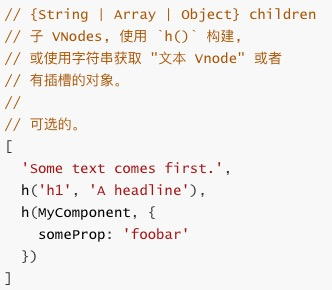 // {String | Array | Object} children
// 子 VNodes, 使用 `h()` 构建,
// 或使用字符串获取 "文本 Vnode" 或者
// 有插槽的对象。
//
// 可选的。
[
  'Some text comes first.',
  h('h1', 'A headline'),
  h(MyComponent, {
    someProp: 'foobar'
  })
]